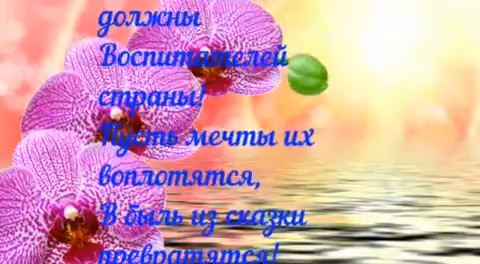 должны
Воспитателей
страны!
Пусть мечты их
воплотятся,
В быль из сказки
превратятся!